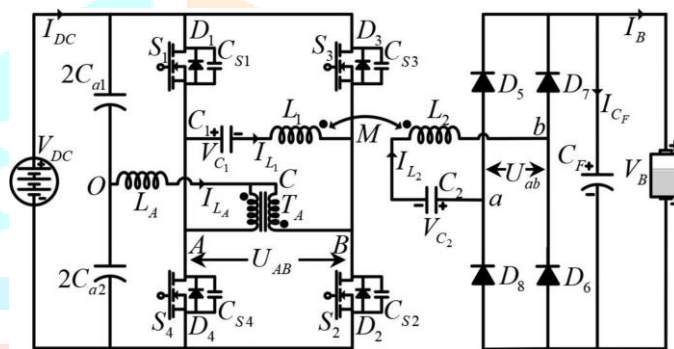 I_DC D_1 D_3 I_B
S_1 C_S1 S_3 C_S3
2C_a1 D_5 D_7
C_1 L_1 L_2 I_CF
V_DC V_C1 I_L1 M b
O C I_L2 C_2 U_ab C_F V_B
L_A I_LA T_A V_C2 a
A U_AB B
2C_a2 D_8 D_6
S_4 D_4 C_S4 S_2 D_2 C_S2